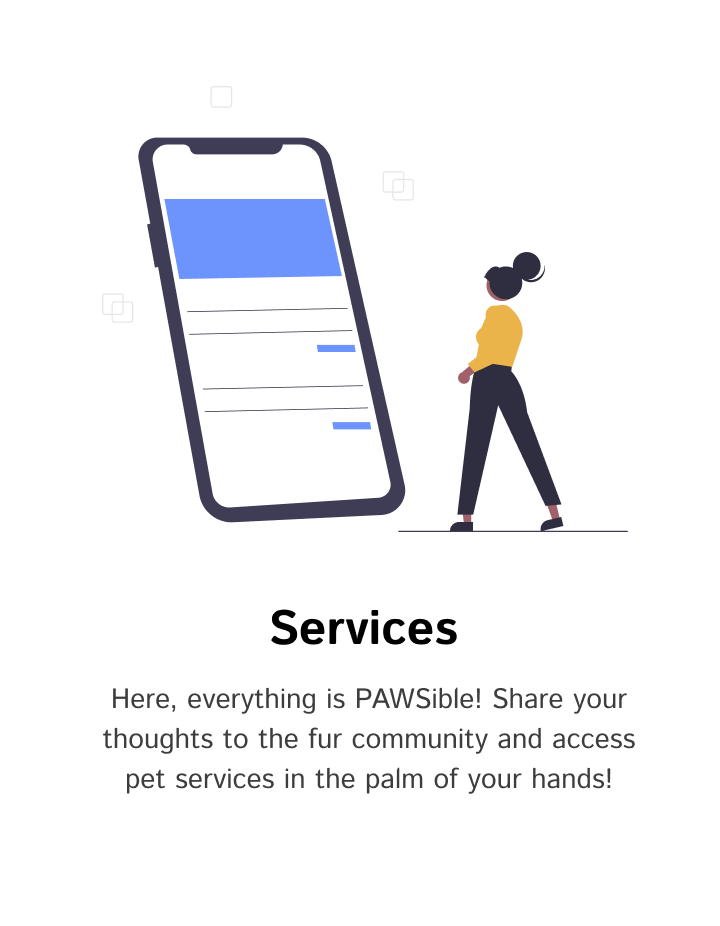 Services
Here, everything is PAWSible! Share your
thoughts to the fur community and access
pet services in the palm of your hands!